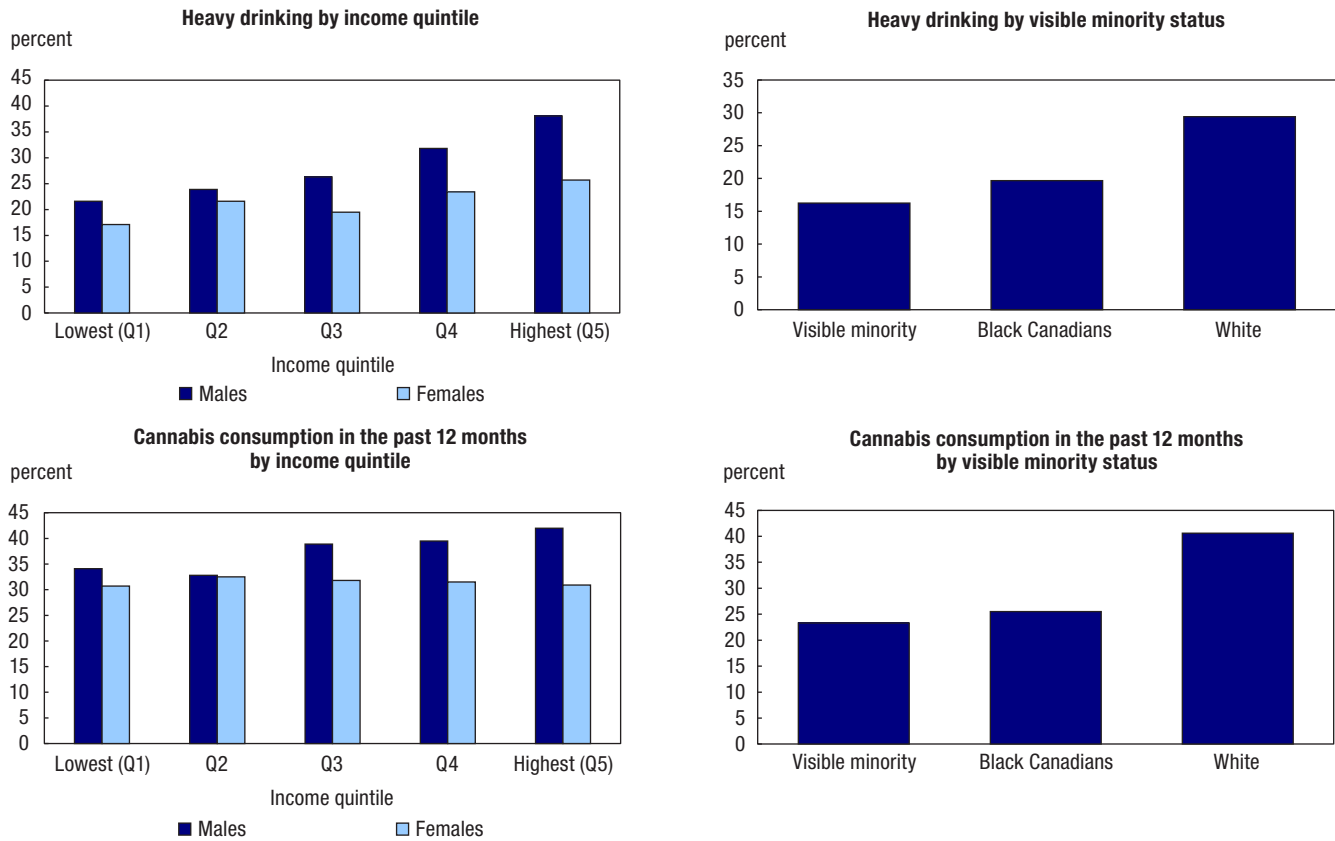 Heavy drinking by income quintile
percent
45
40
35
30
25
20
15
10
5
0
Lowest (Q1) Q2 Q3 Q4 Highest (Q5)
Income quintile
Males Females
Heavy drinking by visible minority status
percent
35
30
25
20
15
10
5
0
Visible minority Black Canadians White
Cannabis consumption in the past 12 months
by income quintile
percent
45
40
35
30
25
20
15
10
5
0
Lowest (Q1) Q2 Q3 Q4 Highest (Q5)
Income quintile
Males Females
Cannabis consumption in the past 12 months
by visible minority status
percent
45
40
35
30
25
20
15
10
5
0
Visible minority Black Canadians White